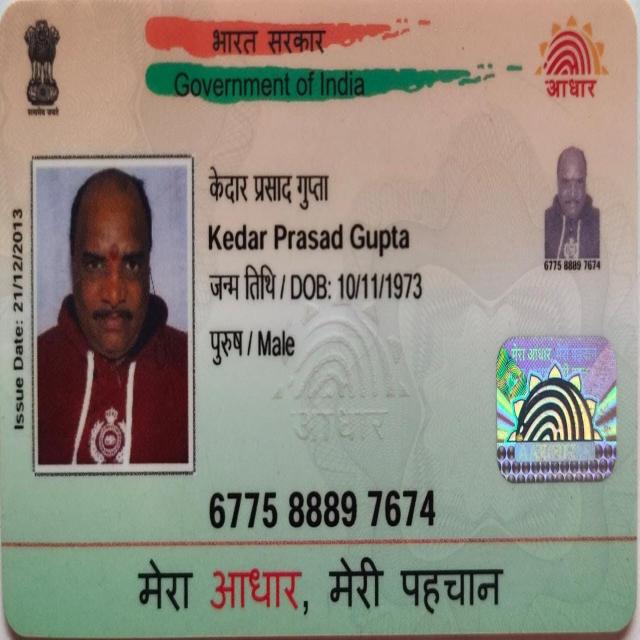 भारत सरकार
Government of India
आधार
सत्यमेव जयते
Issue Date: 21/12/2013
केदार प्रसाद गुप्ता
Kedar Prasad Gupta
जन्म तिथि / DOB: 10/11/1973
पुरुष / Male
6775 8889 7674
मेरा आधार
आधार
6775 8889 7674
मेरा आधार, मेरी पहचान